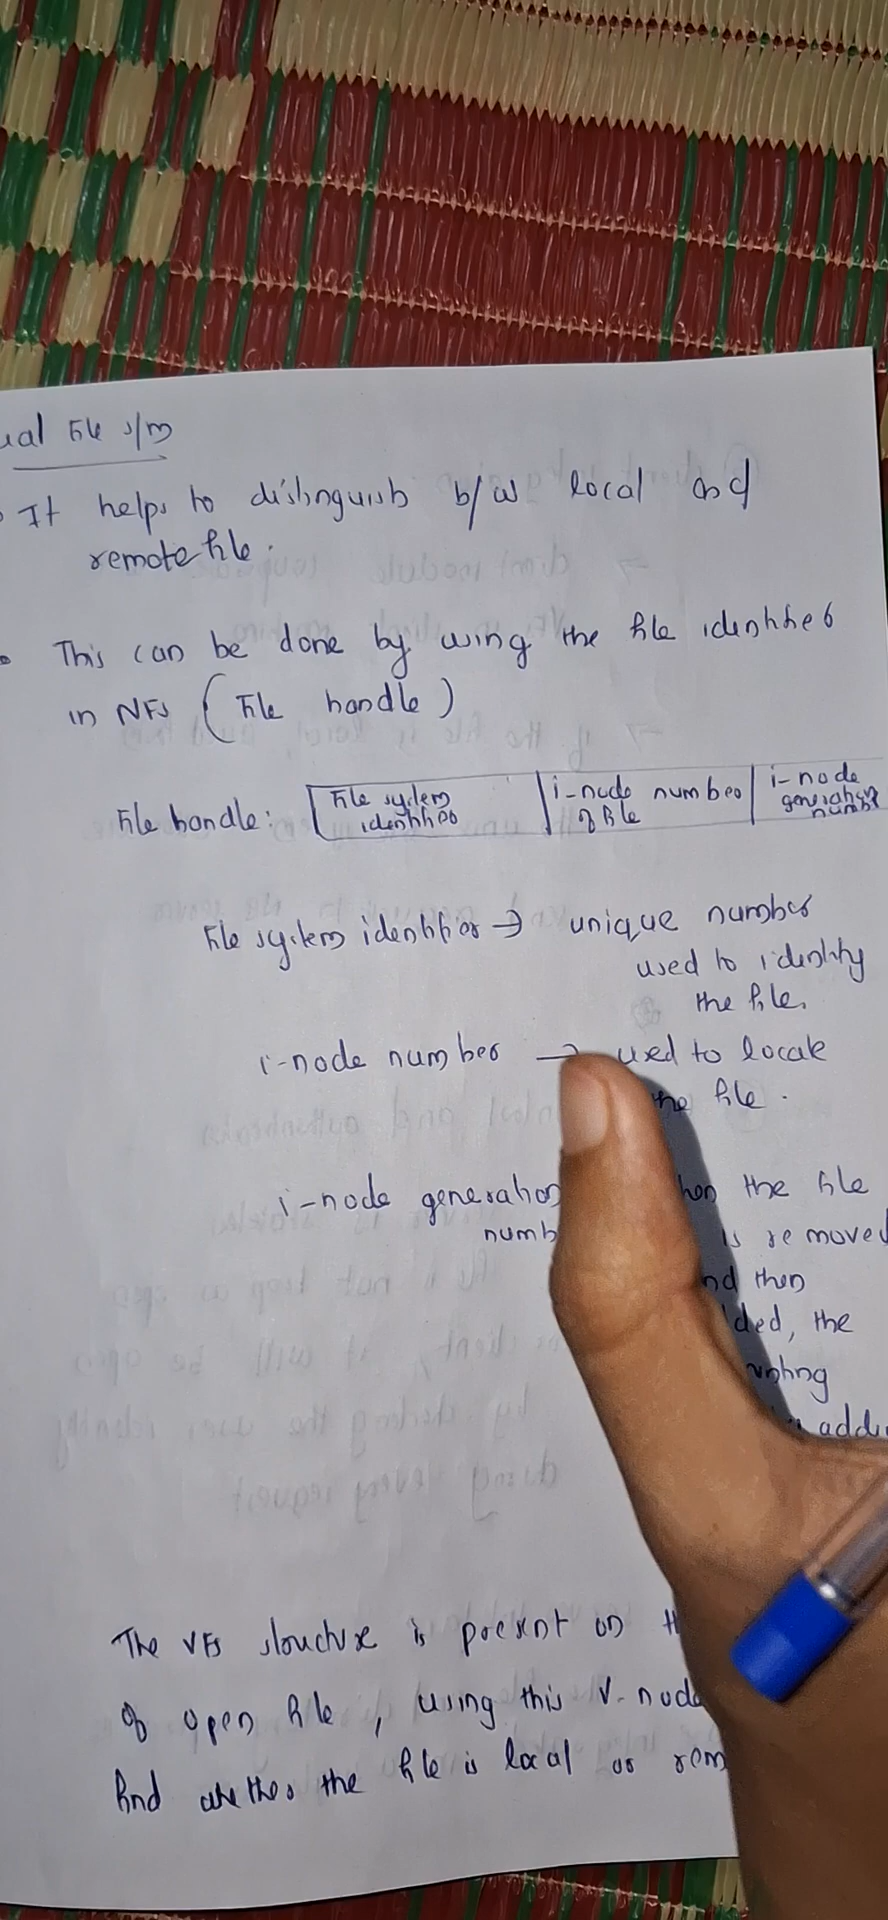 ual File s/m
It helps to distinguish b/w local and
remote file.
This can be done by using the file identifier
in NFS (File handle)
File handle: File system identifier | i-node number of file | i-node generation number
File system identifier → unique number
used to identify
the file.
i-node number → used to locate
the file.
i-node generation the file
numb is removed
then
the
The VFS structure is present on
of open file, using this V-node
find whether the file is local or rem